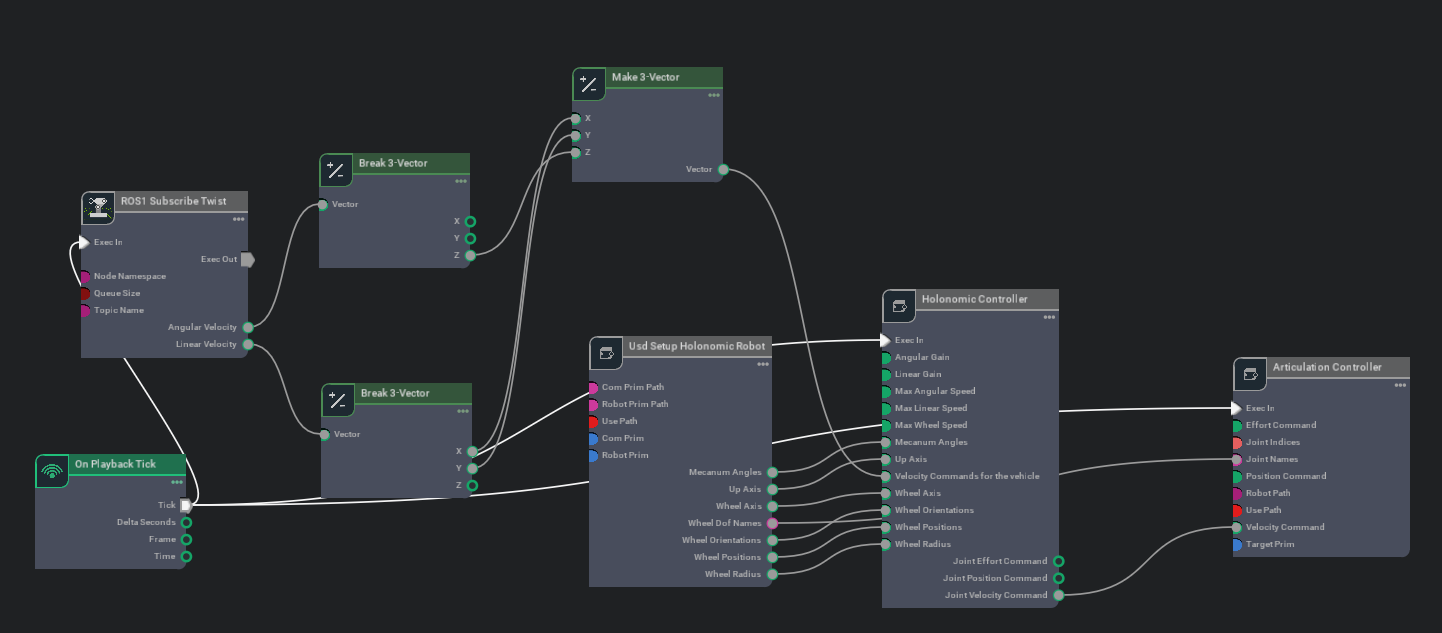 Make 3-Vector
X
Y
Z
Vector
Break 3-Vector
Vector
X
Y
Z
ROS1 Subscribe Twist
Exec In
Exec Out
Node Namespace
Queue Size
Topic Name
Angular Velocity
Linear Velocity
Break 3-Vector
Vector
X
Y
Z
On Playback Tick
Tick
Delta Seconds
Frame
Time
Usd Setup Holonomic Robot
Com Prim Path
Robot Prim Path
Use Path
Com Prim
Robot Prim
Mecanum Angles
Up Axis
Wheel Axis
Wheel Dof Names
Wheel Orientations
Wheel Positions
Wheel Radius
Holonomic Controller
Exec In
Angular Gain
Linear Gain
Max Angular Speed
Max Linear Speed
Max Wheel Speed
Mecanum Angles
Up Axis
Velocity Commands for the vehicle
Wheel Axis
Wheel Orientations
Wheel Positions
Wheel Radius
Joint Effort Command
Joint Position Command
Joint Velocity Command
Articulation Controller
Exec In
Effort Command
Joint Indices
Joint Names
Position Command
Robot Path
Use Path
Velocity Command
Target Prim